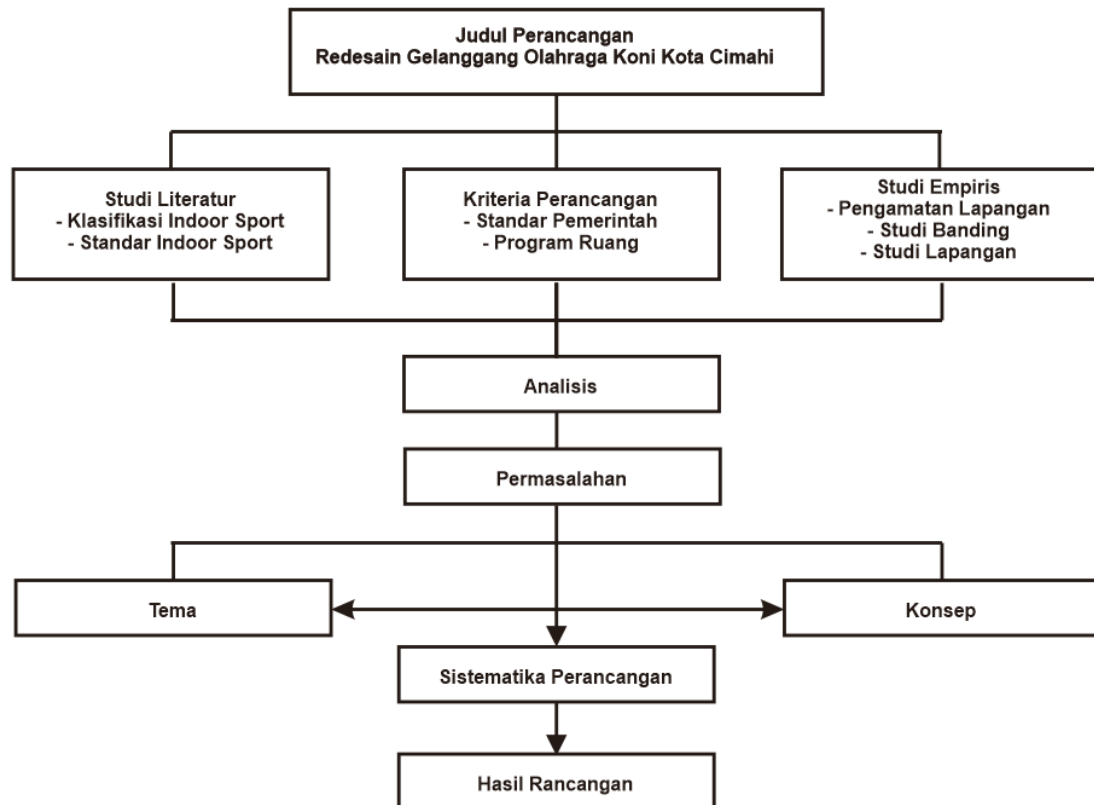 Judul Perancangan
Redesain Gelanggang Olahraga Koni Kota Cimahi
Studi Literatur
- Klasifikasi Indoor Sport
- Standar Indoor Sport
Kriteria Perancangan
- Standar Pemerintah
- Program Ruang
Studi Empiris
- Pengamatan Lapangan
- Studi Banding
- Studi Lapangan
Analisis
Permasalahan
Tema
Konsep
Sistematika Perancangan
Hasil Rancangan